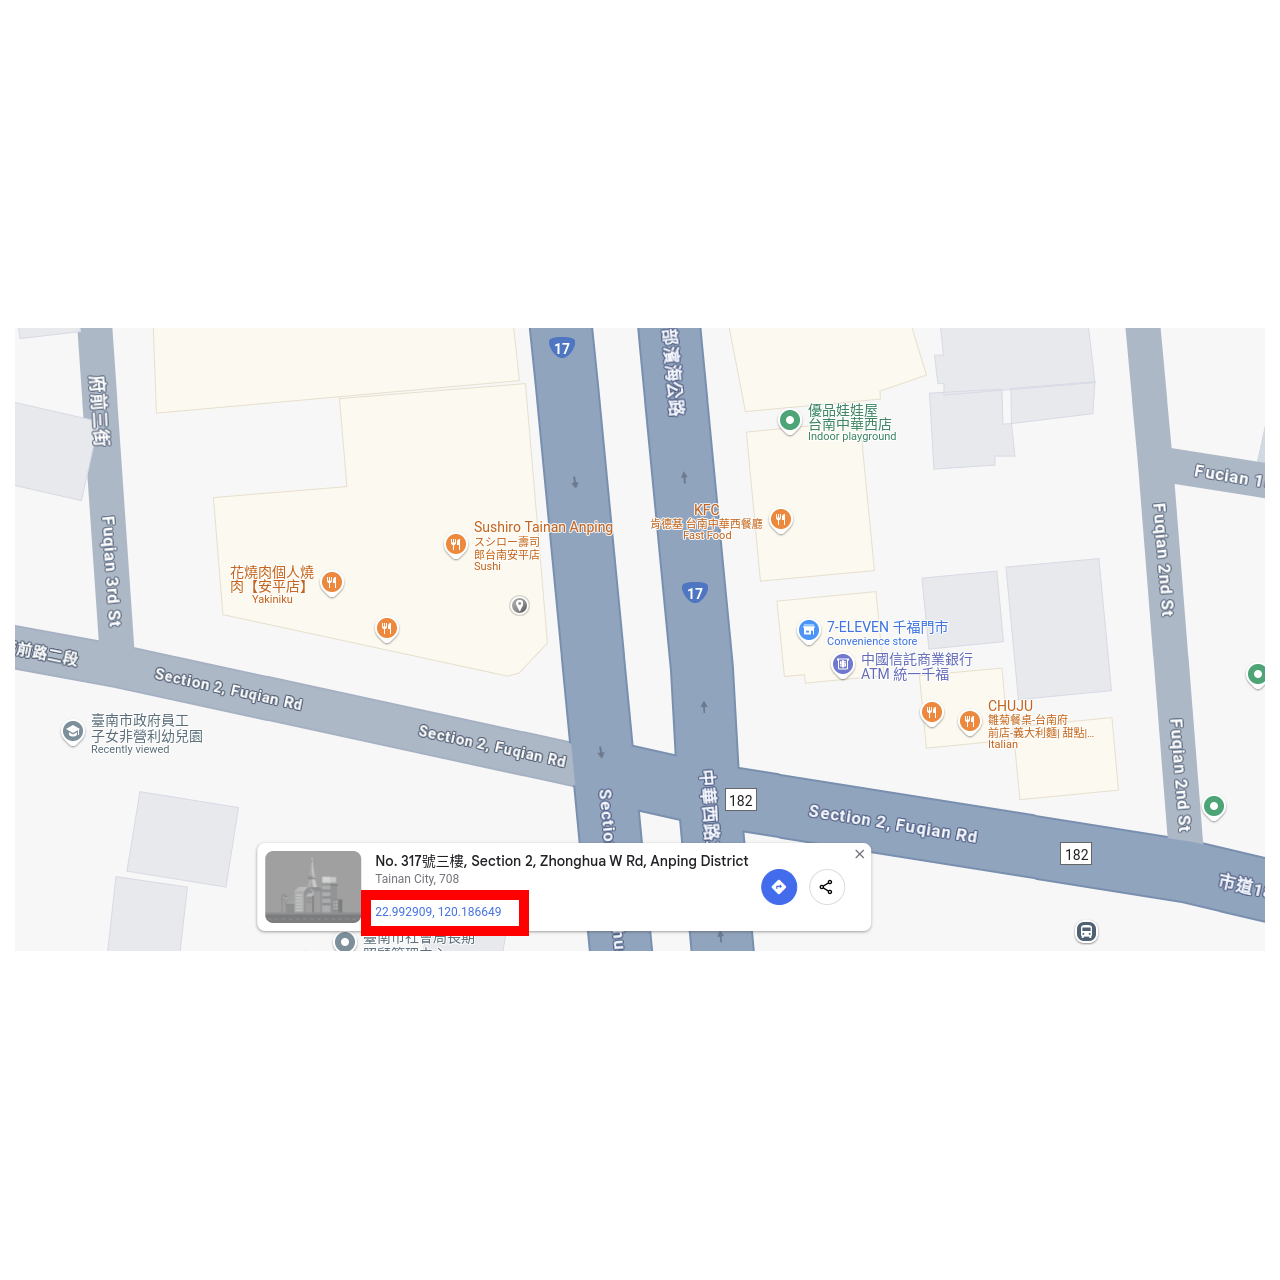 17
部濱海公路
府前三街
優品娃娃屋
台南中華西店
Indoor playground
Fucian 1
KFC
肯德基 台南中華西餐廳
Fast Food
Sushiro Tainan Anping
スシロー壽司
郎台南安平店
Sushi
Fuqian 3rd St
Fuqian 2nd St
花燒肉個人燒
肉【安平店】
Yakiniku
17
7-ELEVEN 千福門市
Convenience store
中國信託商業銀行
ATM 統一千福
前路二段
Section 2, Fuqian Rd
CHUJU
雛菊餐桌-台南府
前店-義大利麵| 甜點|...
Italian
臺南市政府員工
子女非營利幼兒園
Recently viewed
Section 2, Fuqian Rd
Fuqian 2nd St
中華西路
182
Section 2, Fuqian Rd
Sectio
182
市道1
No. 317號三樓, Section 2, Zhonghua W Rd, Anping District
Tainan City, 708
22.992909, 120.186649
臺南市社會局長期
照顧管理中心
hu